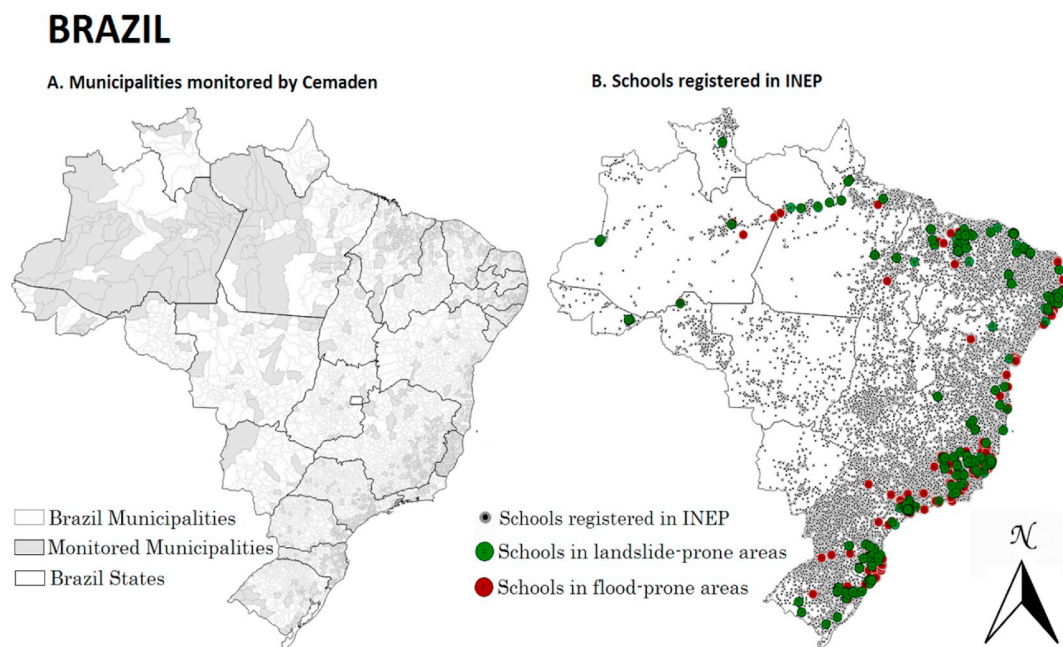 BRAZIL
A. Municipalities monitored by Cemaden
B. Schools registered in INEP
Brazil Municipalities
Monitored Municipalities
Brazil States
Schools registered in INEP
Schools in landslide-prone areas
Schools in flood-prone areas
N